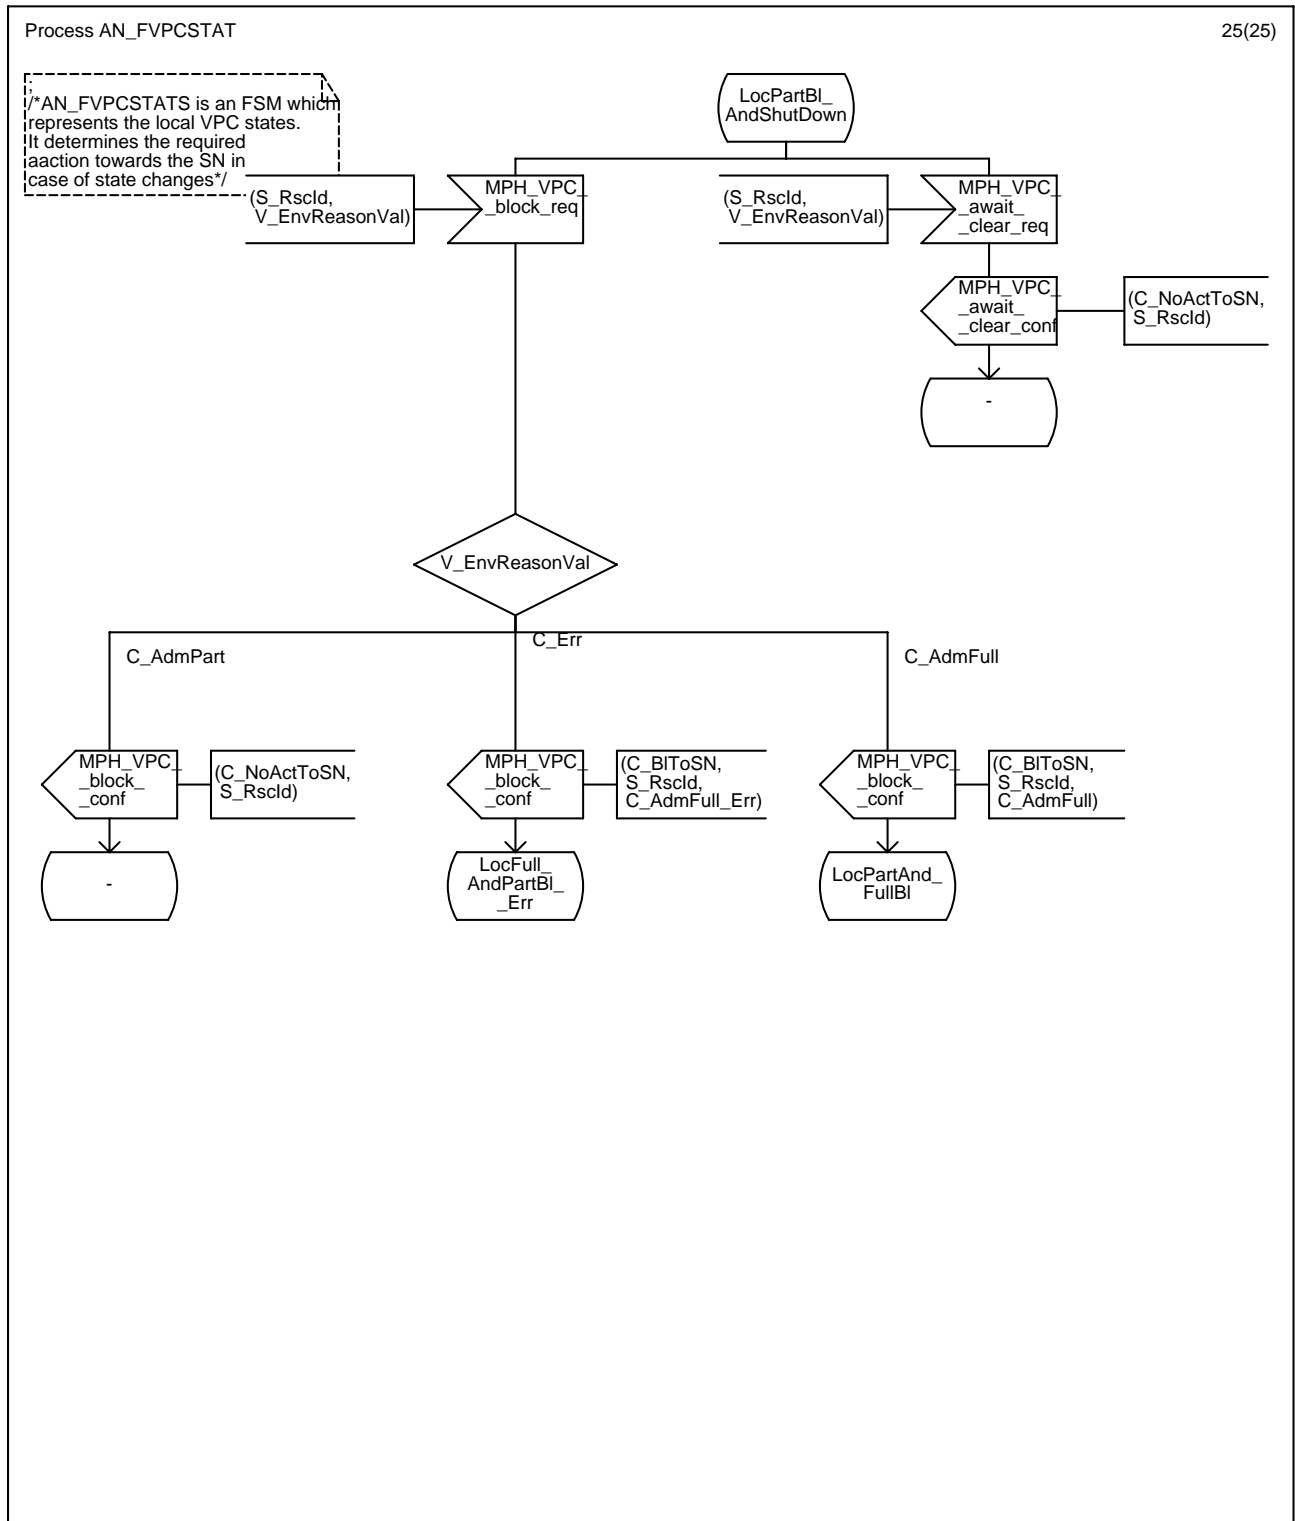 Process AN_FVPCSTAT
25(25)
;
/*AN_FVPCSTATS is an FSM which
represents the local VPC states.
It determines the required
aaction towards the SN in
case of state changes*/
LocPartBl_
AndShutDown
(S_RscId,
V_EnvReasonVal)
MPH_VPC_
_block_req
(S_RscId,
V_EnvReasonVal)
MPH_VPC_
_await_
_clear_req
MPH_VPC_
_await_
_clear_conf
(C_NoActToSN,
S_RscId)
-
V_EnvReasonVal
C_AdmPart
C_Err
C_AdmFull
MPH_VPC_
_block_
_conf
(C_NoActToSN,
S_RscId)
MPH_VPC_
_block_
_conf
(C_BlToSN,
S_RscId,
C_AdmFull_Err)
MPH_VPC_
_block_
_conf
(C_BlToSN,
S_RscId,
C_AdmFull)
-
LocFull_
AndPartBl_
_Err
LocPartAnd_
FullBl